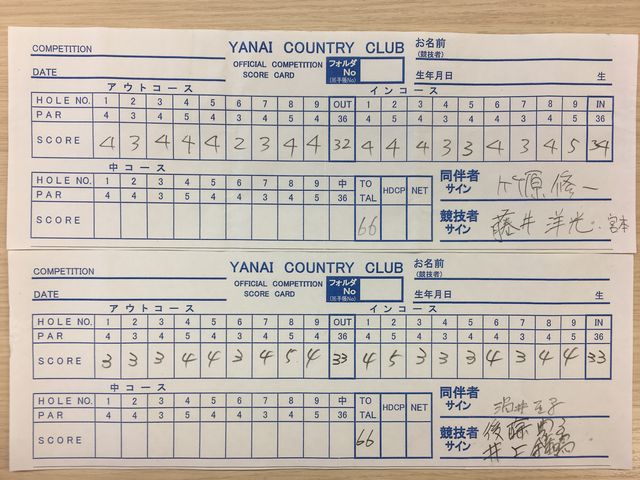 COMPETITION
YANAI COUNTRY CLUB
お名前
(競技者)
DATE
OFFICIAL COMPETITION
SCORE CARD
フォルダ
No
生年月日 生
アウトコース インコース
HOLE NO. 1 2 3 4 5 6 7 8 9 OUT 1 2 3 4 5 6 7 8 9 IN
PAR 4 3 4 5 4 3 4 5 4 36 4 5 4 4 3 4 3 4 5 36
SCORE 4 3 4 4 4 2 3 4 4 32 4 4 4 3 3 4 3 4 5 34
中コース
HOLE NO. 1 2 3 4 5 6 7 8 9 中 TO TAL HDCP NET
PAR 4 4 3 5 4 4 3 4 5 36
SCORE 66
同伴者
サイン 竹原 修一
競技者
サイン 藤井 洋光 宮本
COMPETITION
YANAI COUNTRY CLUB
お名前
(競技者)
DATE
OFFICIAL COMPETITION
SCORE CARD
フォルダ
No
生年月日 生
アウトコース インコース
HOLE NO. 1 2 3 4 5 6 7 8 9 OUT 1 2 3 4 5 6 7 8 9 IN
PAR 4 3 4 5 4 3 4 5 4 36 4 5 4 4 3 4 3 4 5 36
SCORE 3 3 3 4 4 3 4 5 4 33 4 5 3 3 3 4 3 4 4 33
中コース
HOLE NO. 1 2 3 4 5 6 7 8 9 中 TO TAL HDCP NET
PAR 4 4 3 5 4 4 3 4 5 36
SCORE 66
同伴者
サイン
競技者
サイン 後藤
井上